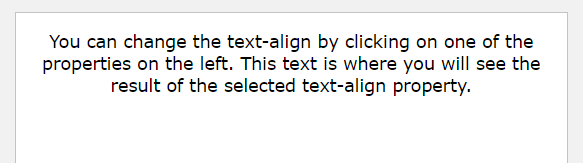 You can change the text-align by clicking on one of the
properties on the left. This text is where you will see the
result of the selected text-align property.